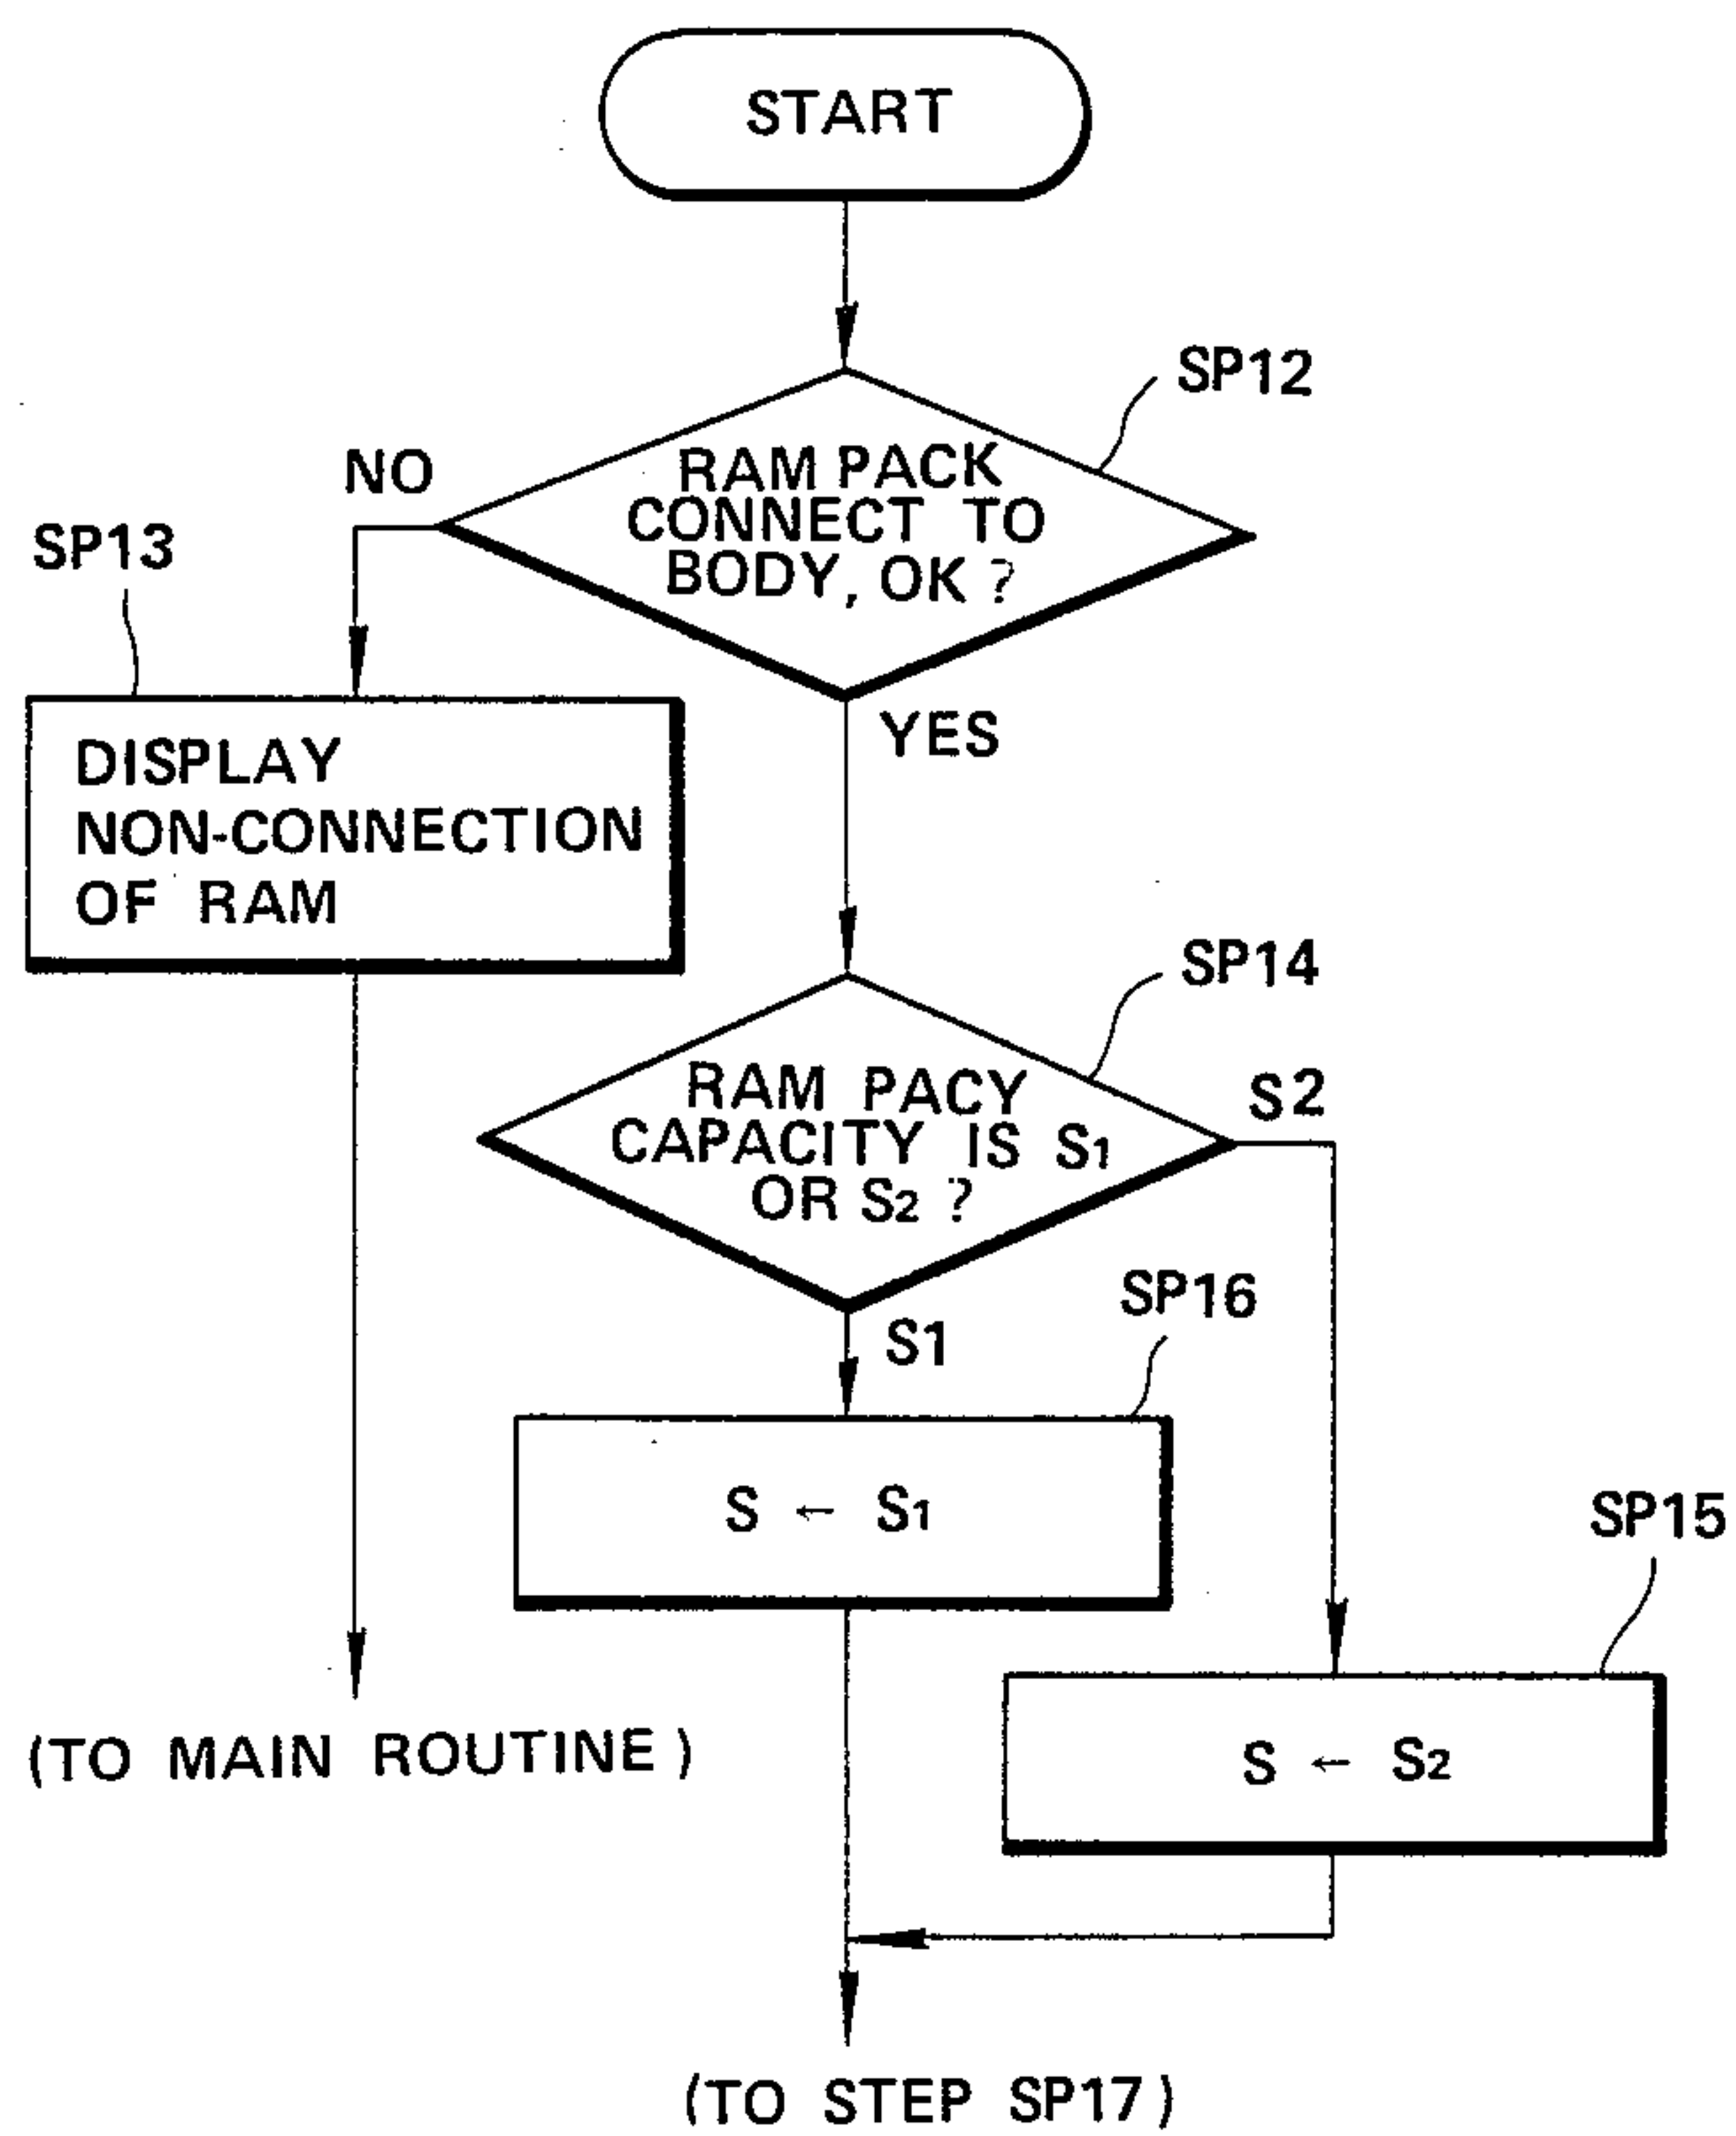 START
SP12
NO
RAM PACK
CONNECT TO
BODY, OK ?
SP13
YES
DISPLAY
NON-CONNECTION
OF RAM
SP14
S2
RAM PACY
CAPACITY IS S1
OR S2 ?
SP16
S1
S ← S1
SP15
(TO MAIN ROUTINE)
S ← S2
(TO STEP SP17)